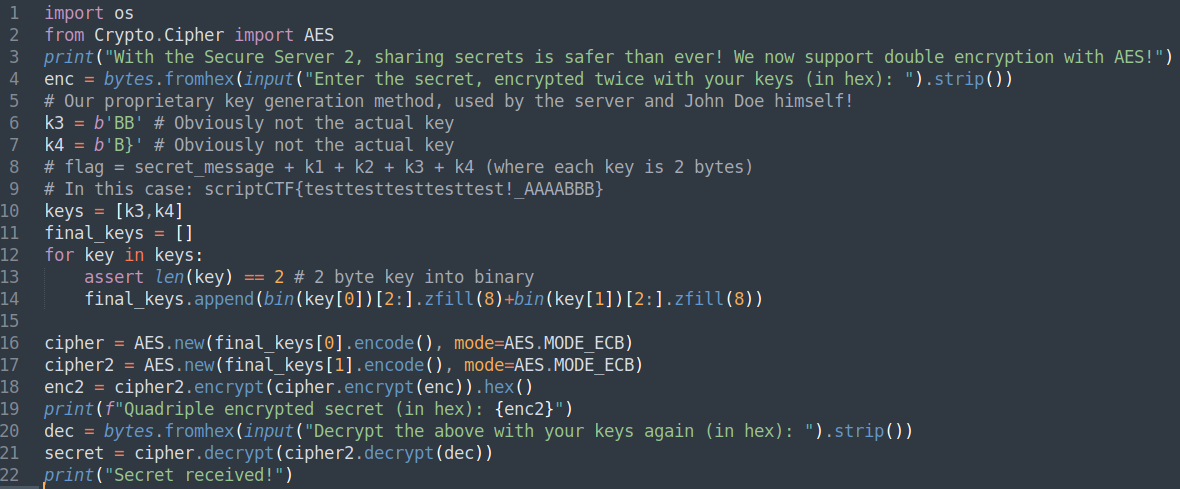 1 import os
2 from Crypto.Cipher import AES
3 print("With the Secure Server 2, sharing secrets is safer than ever! We now support double encryption with AES!")
4 enc = bytes.fromhex(input("Enter the secret, encrypted twice with your keys (in hex): ").strip())
5 # Our proprietary key generation method, used by the server and John Doe himself!
6 k3 = b'BB' # Obviously not the actual key
7 k4 = b'B}' # Obviously not the actual key
8 # flag = secret_message + k1 + k2 + k3 + k4 (where each key is 2 bytes)
9 # In this case: scriptCTF{testtesttesttesttest!_AAAABBB}
10 keys = [k3,k4]
11 final_keys = []
12 for key in keys:
13     assert len(key) == 2 # 2 byte key into binary
14     final_keys.append(bin(key[0])[2:].zfill(8)+bin(key[1])[2:].zfill(8))
15
16 cipher = AES.new(final_keys[0].encode(), mode=AES.MODE_ECB)
17 cipher2 = AES.new(final_keys[1].encode(), mode=AES.MODE_ECB)
18 enc2 = cipher2.encrypt(cipher.encrypt(enc)).hex()
19 print(f"Quadriple encrypted secret (in hex): {enc2}")
20 dec = bytes.fromhex(input("Decrypt the above with your keys again (in hex): ").strip())
21 secret = cipher.decrypt(cipher2.decrypt(dec))
22 print("Secret received!")